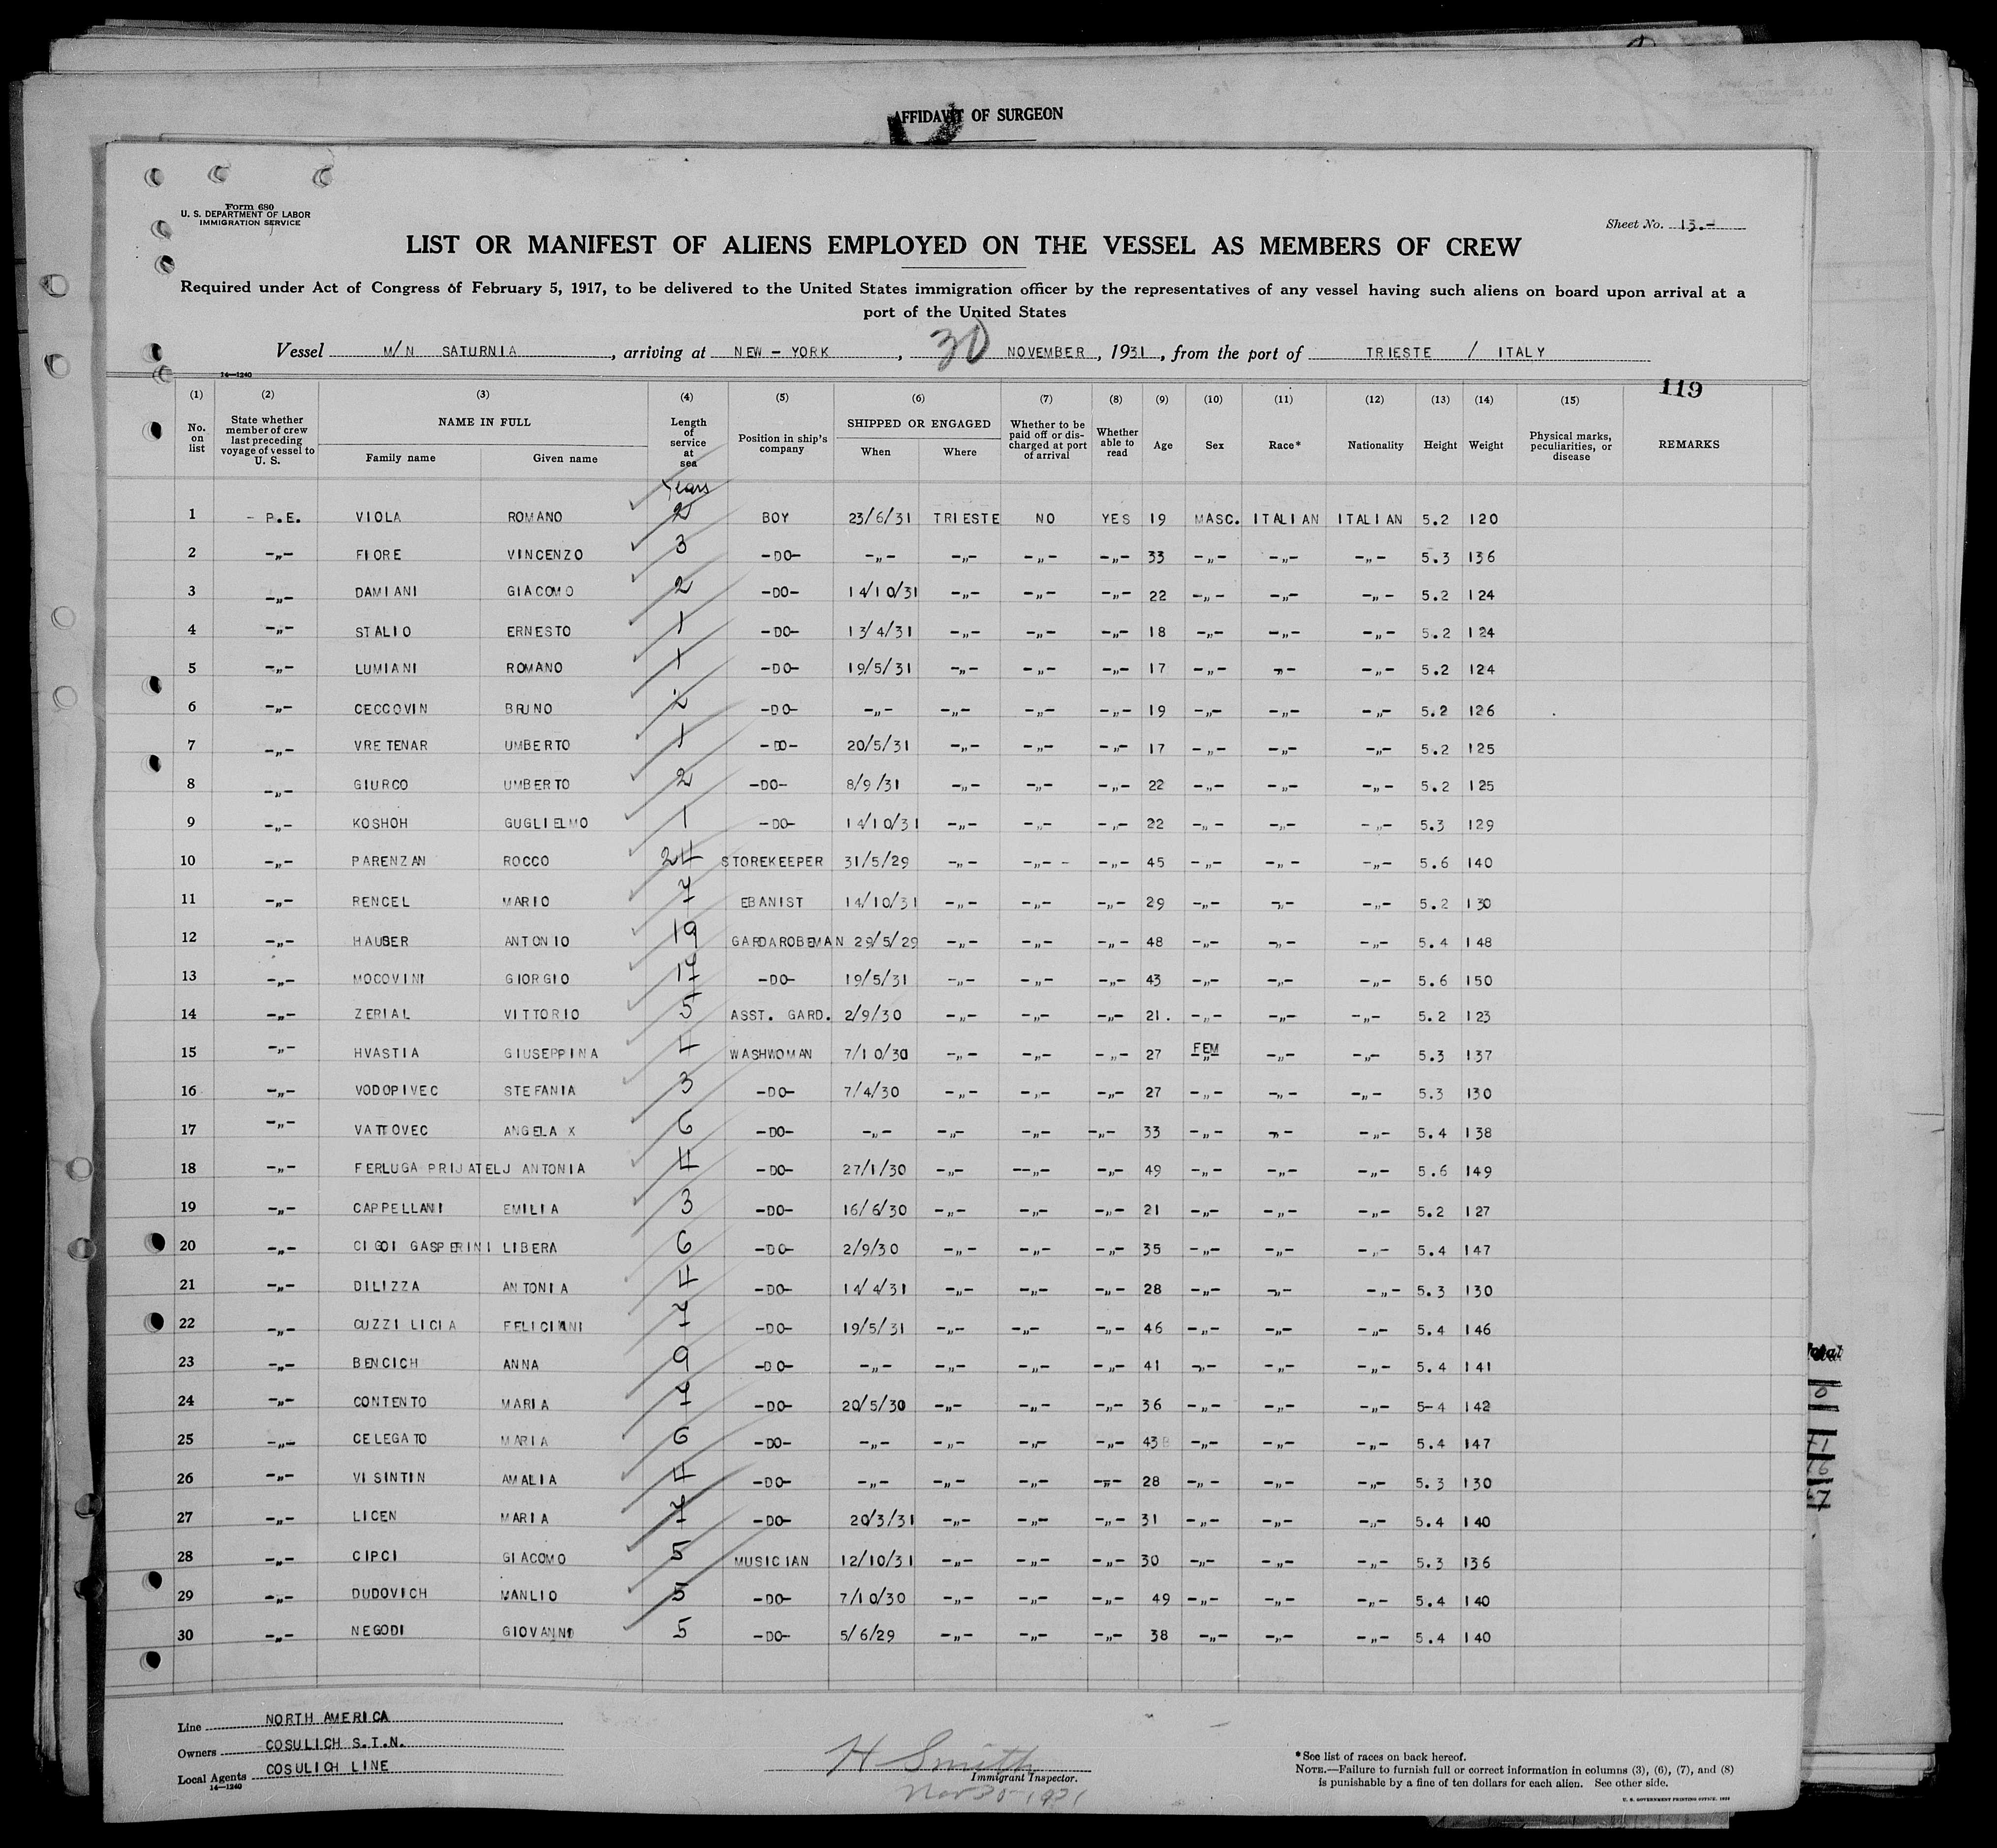 AFFIDAVIT OF SURGEON
Form 680
U. S. DEPARTMENT OF LABOR
IMMIGRATION SERVICE
Sheet No. 13.-
LIST OR MANIFEST OF ALIENS EMPLOYED ON THE VESSEL AS MEMBERS OF CREW
Required under Act of Congress of February 5, 1917, to be delivered to the United States immigration officer by the representatives of any vessel having such aliens on board upon arrival at a
port of the United States
Vessel M/N SATURNIA , arriving at NEW-YORK , 30 NOVEMBER , 1931 , from the port of TRIESTE / ITALY
14—1240
119
(1) (2) (3) (4) (5) (6) (7) (8) (9) (10) (11) (12) (13) (14) (15)
No. on list State whether member of crew last preceding voyage of vessel to U. S. NAME IN FULL Family name Given name Length of service at sea Position in ship's company SHIPPED OR ENGAGED When Where Whether to be paid off or discharged at port of arrival Whether able to read Age Sex Race* Nationality Height Weight Physical marks, peculiarities, or disease REMARKS
Years
1 - P.E. VIOLA ROMANO 2 BOY 23/6/31 TRIESTE NO YES 19 MASC. ITALIAN ITALIAN 5.2 120
2 -„- FIORE VINCENZO 3 -DO- -„- -„- -„- -„- 33 -„- -„- -„- 5.3 136
3 -„- DAMIANI GIACOMO 2 -DO- 14/10/31 -„- -„- -„- 22 -„- -„- -„- 5.2 124
4 -„- STALIO ERNESTO 1 -DO- 13/4/31 -„- -„- -„- 18 -„- -„- -„- 5.2 124
5 -„- LUMIANI ROMANO 1 -DO- 19/5/31 -„- -„- -„- 17 -„- -„- -„- 5.2 124
6 -„- CECCOVIN BRUNO 2 -DO- -„- -„- -„- -„- 19 -„- -„- -„- 5.2 126
7 -„- VRETENAR UMBERTO 1 -DO- 20/5/31 -„- -„- -„- 17 -„- -„- -„- 5.2 125
8 -„- GIURCO UMBERTO 2 -DO- 8/9/31 -„- -„- -„- 22 -„- -„- -„- 5.2 125
9 -„- KOSHOH GUGLIELMO 1 -DO- 14/10/31 -„- -„- -„- 22 -„- -„- -„- 5.3 129
10 -„- PARENZAN ROCCO 24 STOREKEEPER 31/5/29 -„- -„- - -„- 45 -„- -„- -„- 5.6 140
11 -„- RENCEL MARIO 7 EBANIST 14/10/31 -„- -„- -„- 29 -„- -„- -„- 5.2 130
12 -„- HAUSER ANTONIO 19 GARDAROBEMAN 29/5/29 -„- -„- -„- 48 -„- -„- -„- 5.4 148
13 -„- MOCOVINI GIORGIO 17 -DO- 19/5/31 -„- -„- -„- 43 -„- -„- -„- 5.6 150
14 -„- ZERIAL VITTORIO 5 ASST. GARD. 2/9/30 -„- -„- -„- 21. -„- -„- -„- 5.2 123
15 -„- HVASTIA GIUSEPPINA 4 WASHWOMAN 7/10/30 -„- -„- -„- 27 FEM -„- -„- 5.3 137
16 -„- VODOPIVEC STEFANIA 3 -DO- 7/4/30 -„- -„- -„- 27 -„- -„- -„- 5.3 130
17 -„- VATTOVEC ANGELA X 6 -DO- -„- -„- -„- -„- 33 -„- -„- -„- 5.4 138
18 -„- FERLUGA PRIJATELJ ANTONIA 4 -DO- 27/1/30 -„- --„- -„- 49 -„- -„- -„- 5.6 149
19 -„- CAPPELLANI EMILIA 3 -DO- 16/6/30 -„- -„- -„- 21 -„- -„- -„- 5.2 127
20 -„- CIGOI GASPERINI LIBERA 6 -DO- 2/9/30 -„- -„- -„- 35 -„- -„- -„- 5.4 147
21 -„- DILIZZA ANTONIA 4 -DO- 14/4/31 -„- -„- -„- 28 -„- -„- -„- 5.3 130
22 -„- CUZZI LICIA FELICIANI 7 -DO- 19/5/31 -„- -„- -„- 46 -„- -„- -„- 5.4 146
23 -„- BENCICH ANNA 9 -DO- -„- -„- -„- -„- 41 -„- -„- -„- 5.4 141
24 -„- CONTENTO MARIA 7 -DO- 20/5/30 -„- -„- -„- 36 -„- -„- -„- 5-4 142
25 -„- CELEGATO MARIA 6 -DO- -„- -„- -„- -„- 43 -„- -„- -„- 5.4 147
26 -„- VISINTIN AMALIA 4 -DO- -„- -„- -„- -„- 28 -„- -„- -„- 5.3 130
27 -„- LICEN MARIA 7 -DO- 20/3/31 -„- -„- -„- 31 -„- -„- -„- 5.4 140
28 -„- CIPCI GIACOMO 5 MUSICIAN 12/10/31 -„- -„- -„- 30 -„- -„- -„- 5.3 136
29 -„- DUDOVICH MANLIO 5 -DO- 7/10/30 -„- -„- -„- 49 -„- -„- -„- 5.4 140
30 -„- NEGODI GIOVANNI 5 -DO- 5/6/29 -„- -„- -„- 38 -„- -„- -„- 5.4 140
Line NORTH AMERICA
Owners COSULICH S.T.N.
Local Agents COSULICH LINE
14—1240
H Smith
Immigrant Inspector.
Nov 30-1931
*See list of races on back hereof.
NOTE.—Failure to furnish full or correct information in columns (3), (6), (7), and (8)
is punishable by a fine of ten dollars for each alien. See other side.
U. S. GOVERNMENT PRINTING OFFICE: 1930